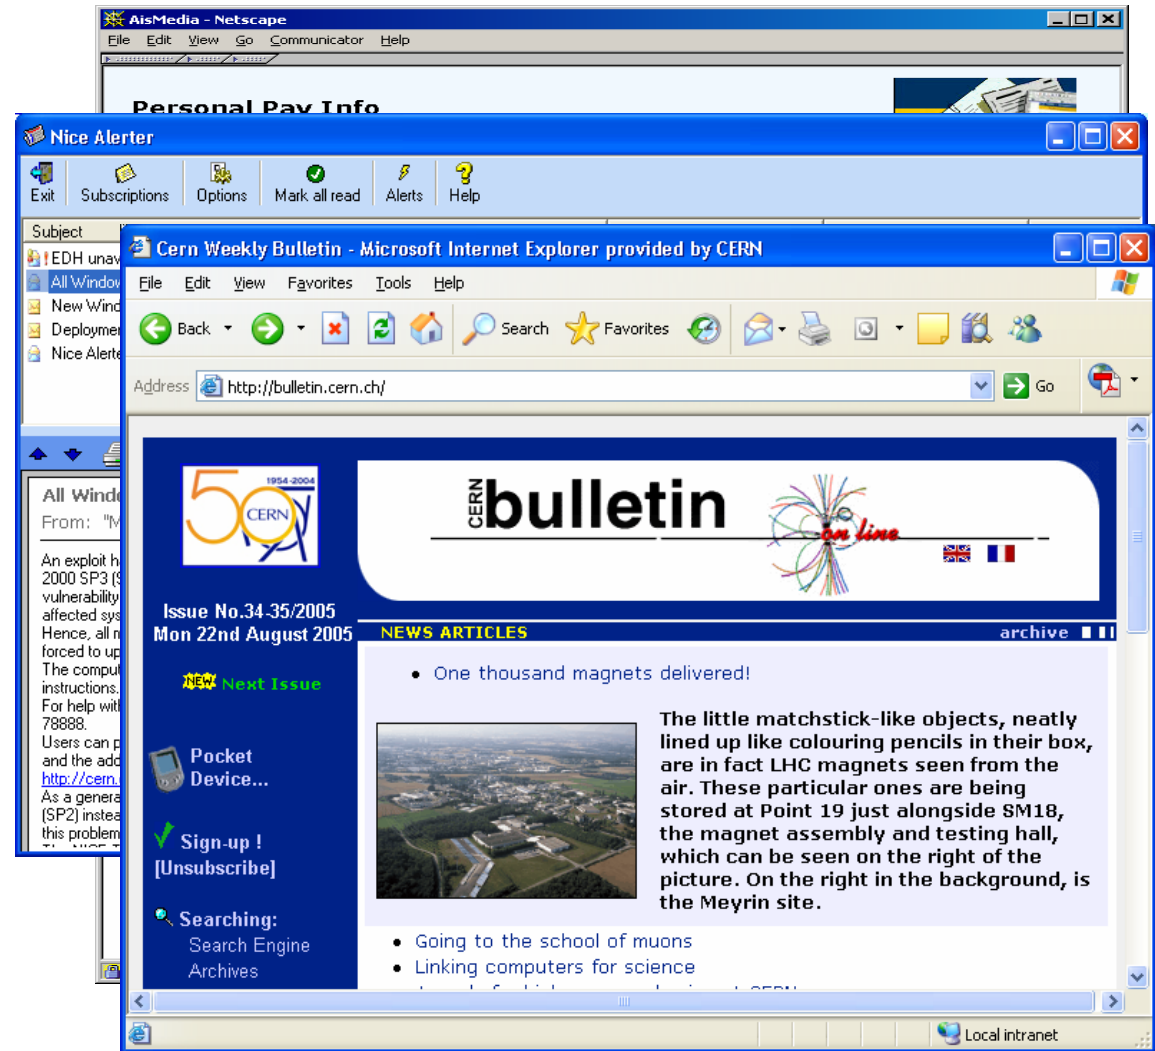 AisMedia - Netscape
File Edit View Go Communicator Help
Personal Pay Info
Nice Alerter
Exit Subscriptions Options Mark all read Alerts Help
Subject
! EDH unav
All Window
New Wind
Deployme
Nice Alerte
All Windo
From: "M
An exploit h
2000 SP3 (S
vulnerability
affected sys
Hence, all m
forced to up
The comput
instructions.
For help with
78888.
Users can p
and the add
http://cern.
As a genera
(SP2) instea
this problem
Cern Weekly Bulletin - Microsoft Internet Explorer provided by CERN
File Edit View Favorites Tools Help
Back Search Favorites
Address http://bulletin.cern.ch/ Go
1954-2004
50 CERN
CERN bulletin on line
Issue No.34-35/2005
Mon 22nd August 2005
NEWS ARTICLES archive
NEW Next Issue
Pocket
Device...
Sign-up !
[Unsubscribe]
Searching:
Search Engine
Archives
• One thousand magnets delivered!
The little matchstick-like objects, neatly
lined up like colouring pencils in their box,
are in fact LHC magnets seen from the
air. These particular ones are being
stored at Point 19 just alongside SM18,
the magnet assembly and testing hall,
which can be seen on the right of the
picture. On the right in the background, is
the Meyrin site.
• Going to the school of muons
• Linking computers for science
Local intranet